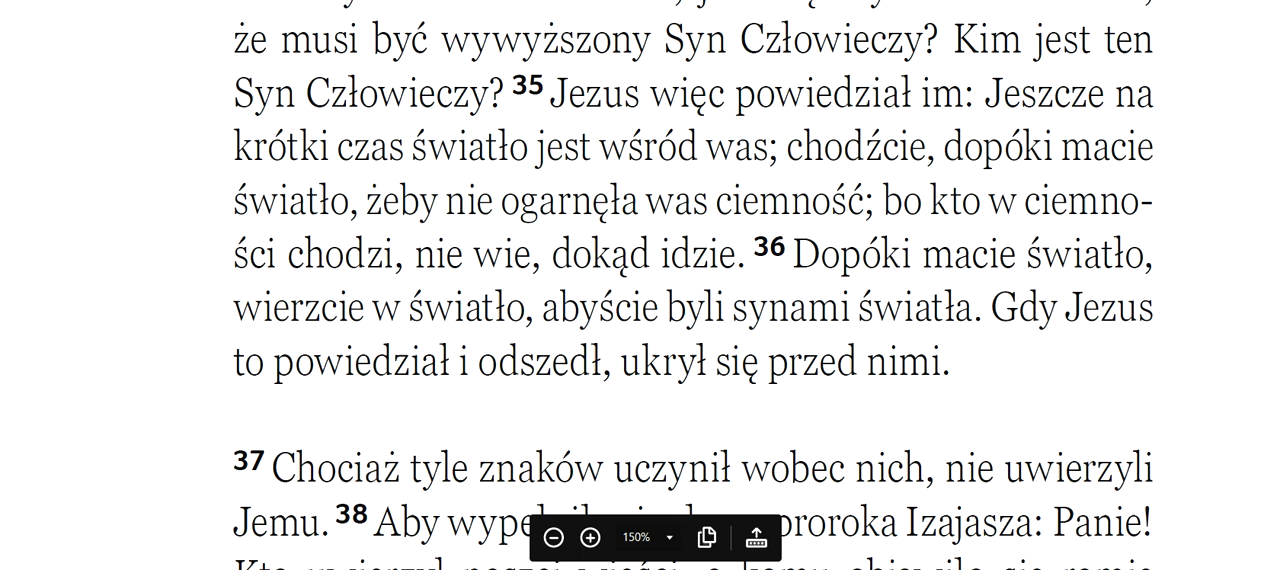 że musi być wywyższony Syn Człowieczy? Kim jest ten
Syn Człowieczy? 35 Jezus więc powiedział im: Jeszcze na
krótki czas światło jest wśród was; chodźcie, dopóki macie
światło, żeby nie ogarnęła was ciemność; bo kto w ciemno-
ści chodzi, nie wie, dokąd idzie. 36 Dopóki macie światło,
wierzcie w światło, abyście byli synami światła. Gdy Jezus
to powiedział i odszedł, ukrył się przed nimi.
37 Chociaż tyle znaków uczynił wobec nich, nie uwierzyli
Jemu. 38 Aby proroka Izajasza: Panie!
150%